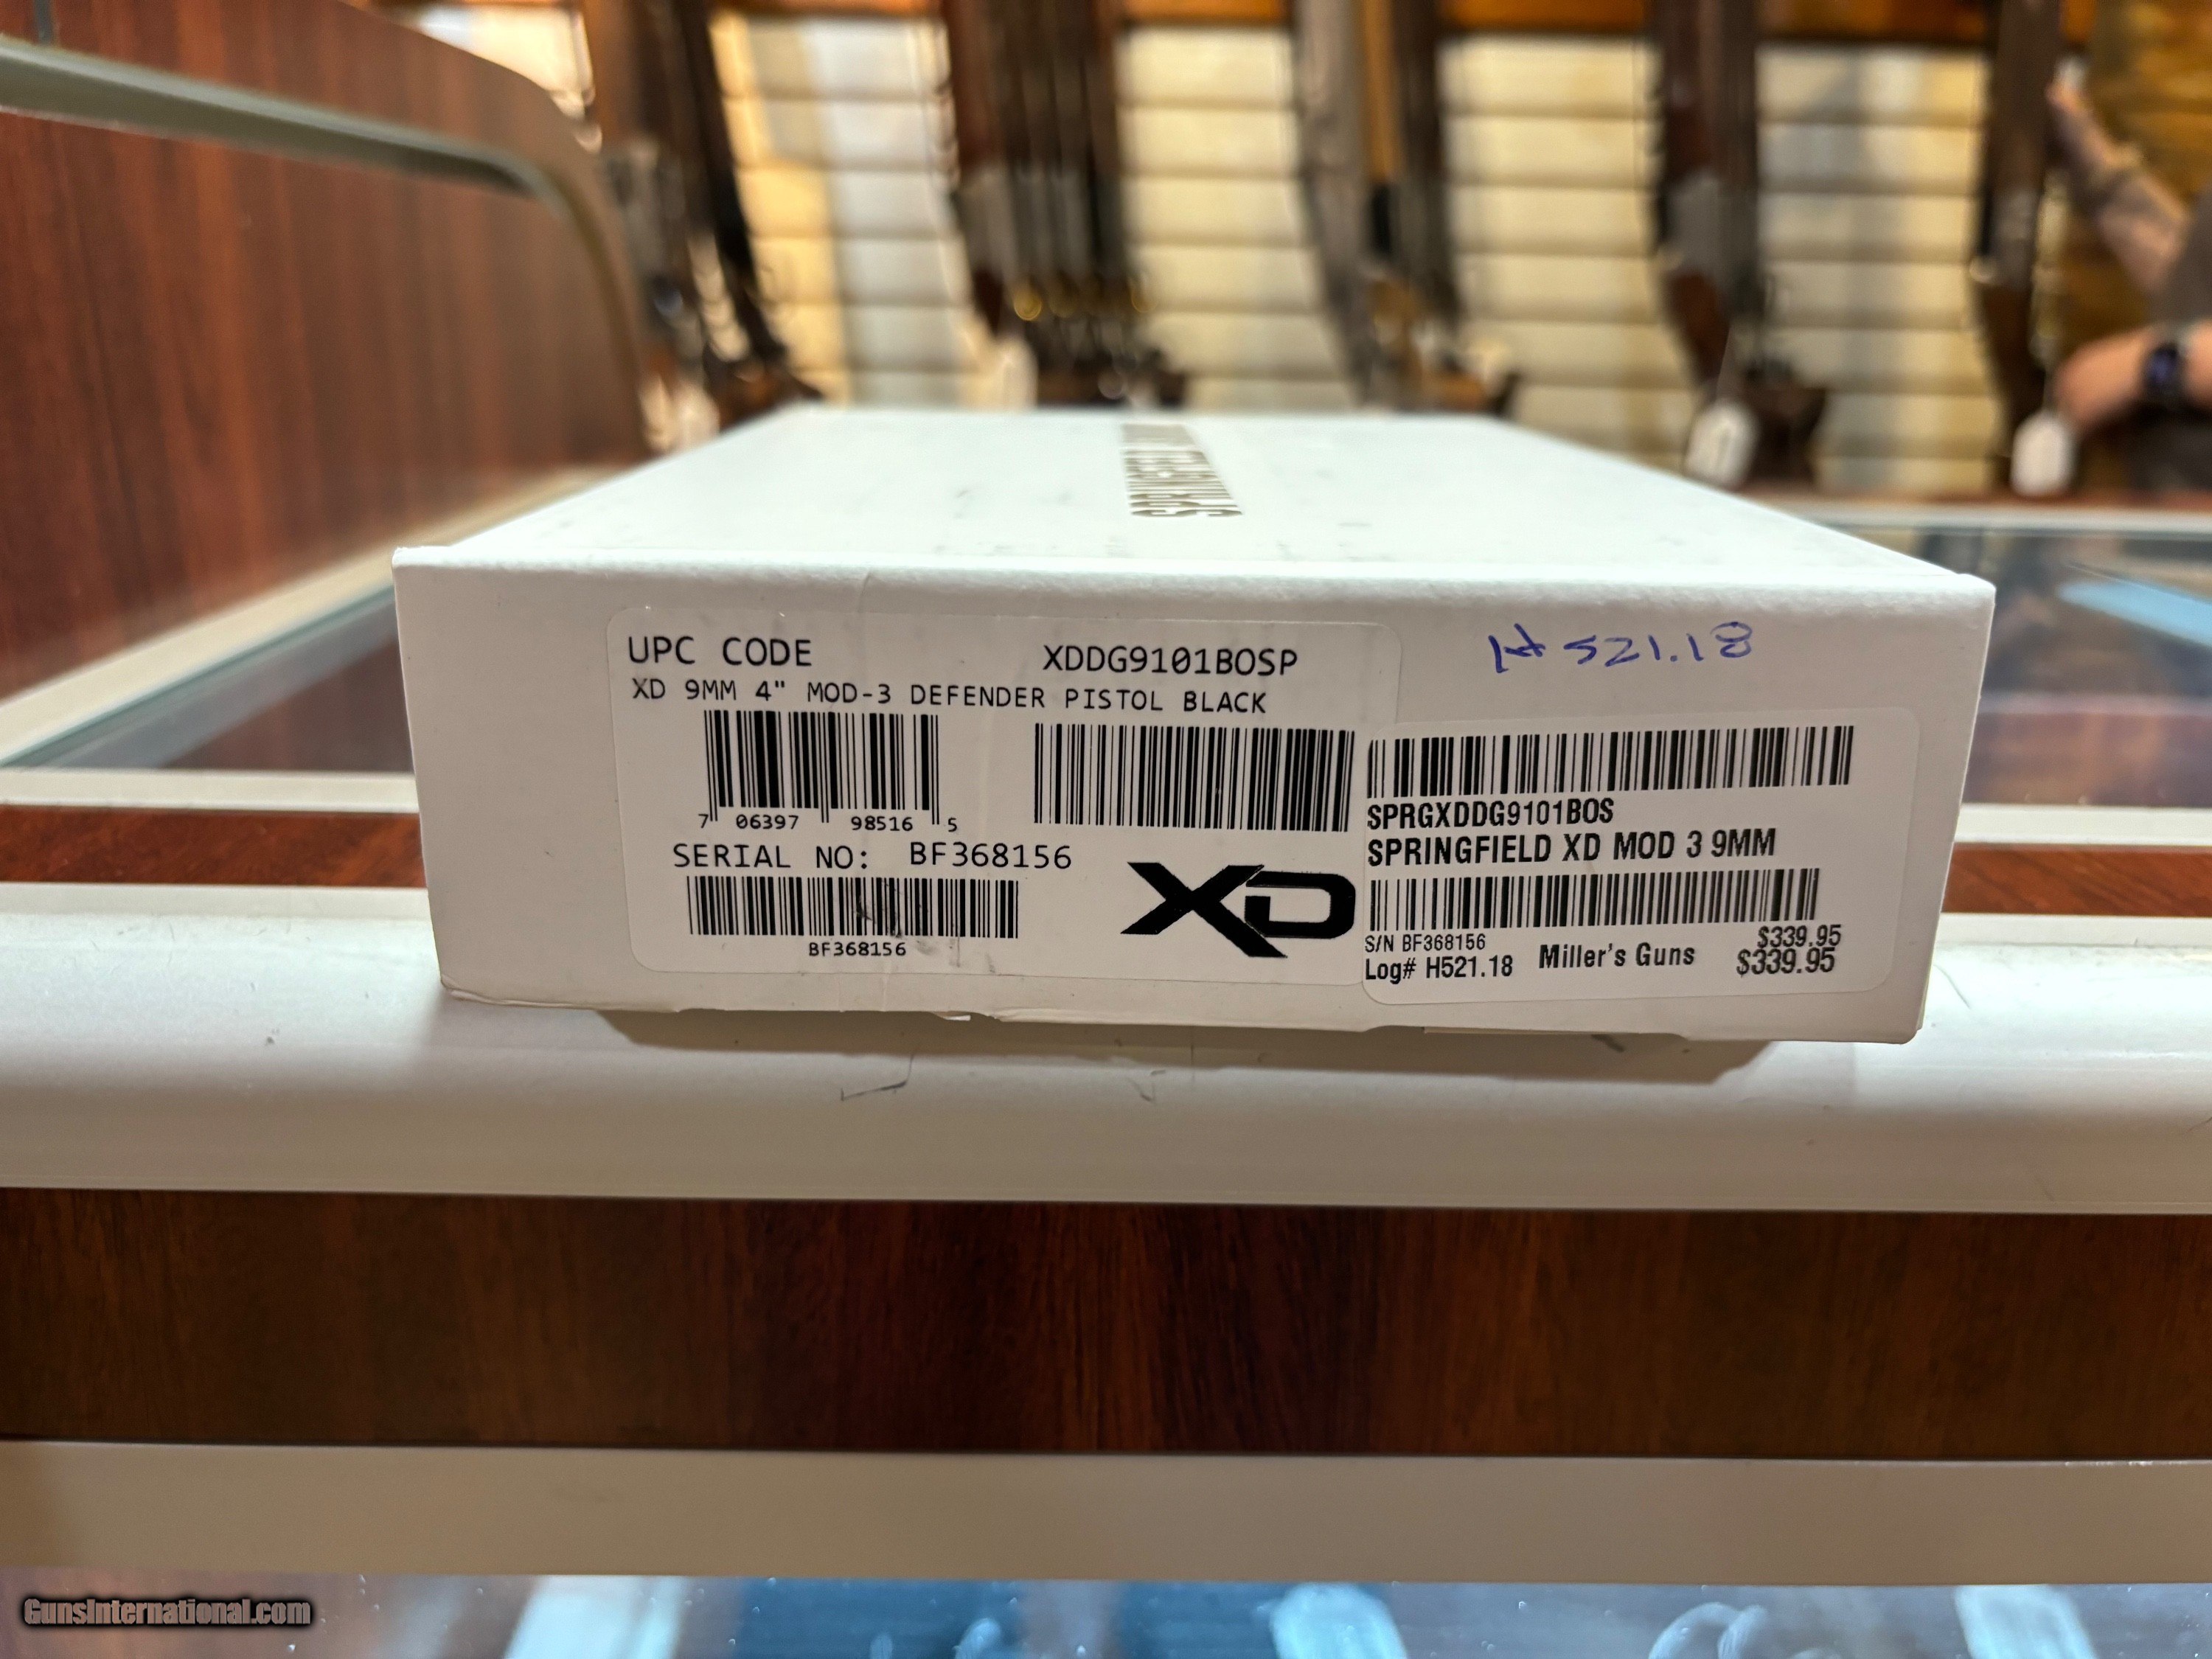 SPRINGFIELD
UPC CODE XDDG9101BOSP
XD 9MM 4" MOD-3 DEFENDER PISTOL BLACK
7 06397 98516 5
SERIAL NO: BF368156
BF368156
XD
H521.18
SPRGXDDG9101BOS
SPRINGFIELD XD MOD 3 9MM
S/N BF368156 $339.95
Log# H521.18 Miller's Guns $339.95
GunsInternational.com